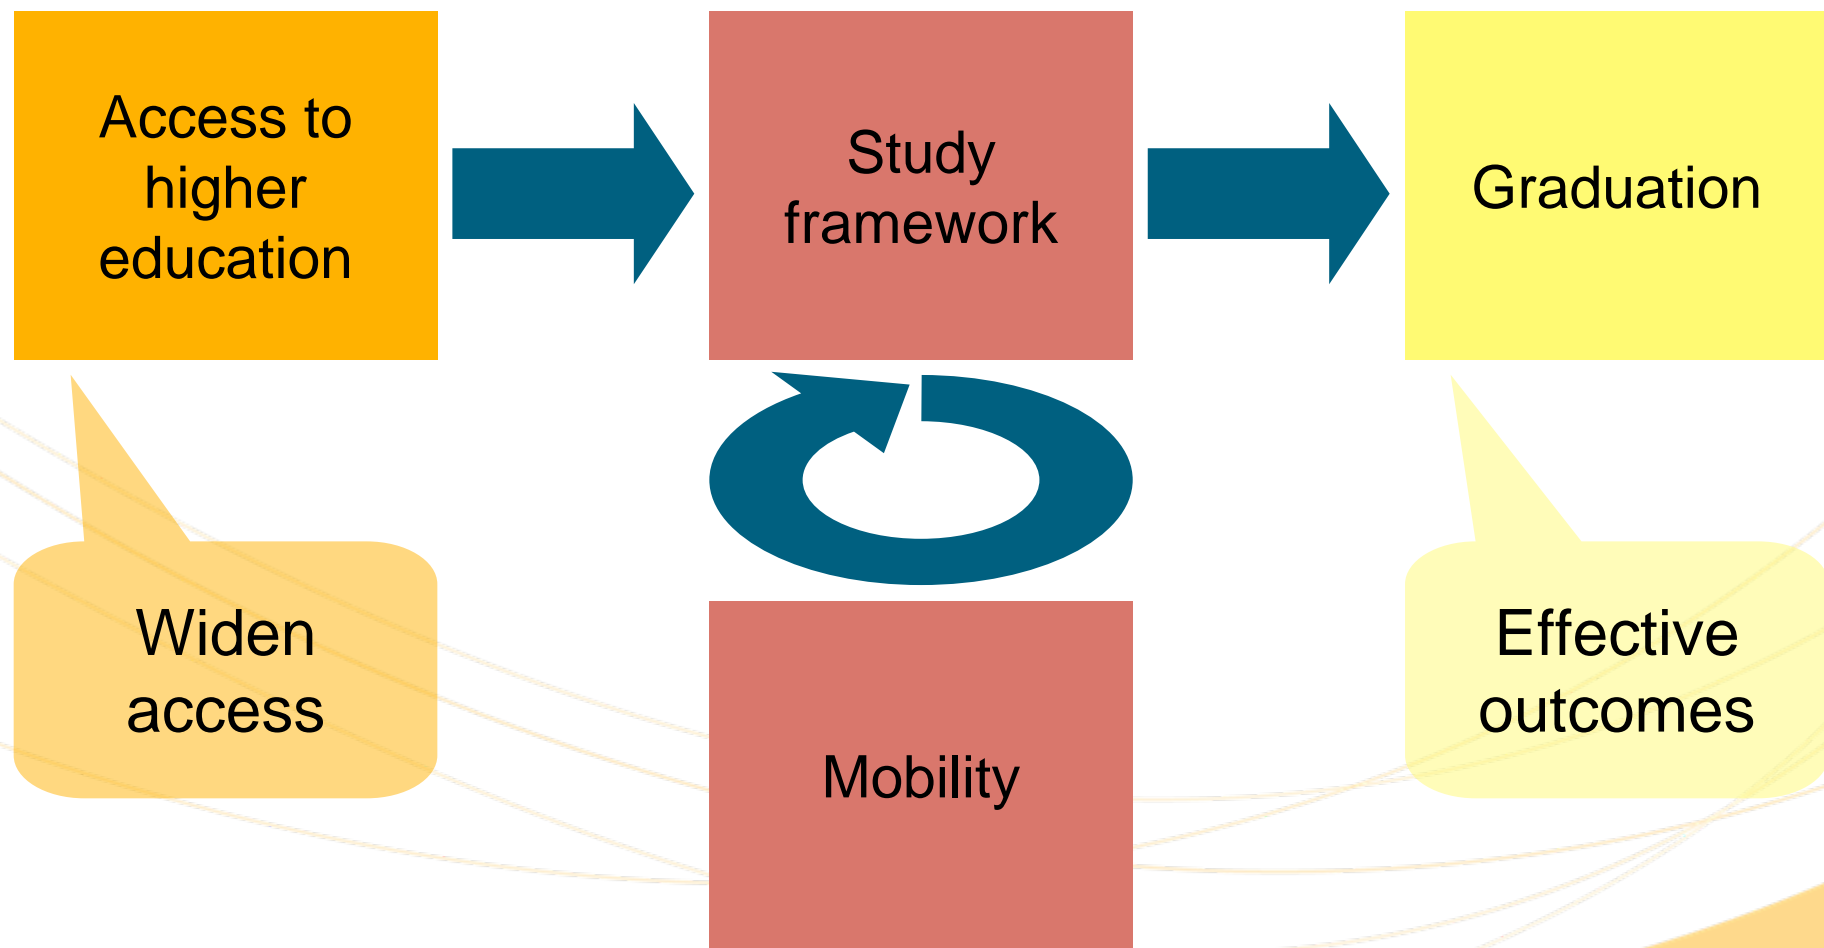 Access to
higher
education
Study
framework
Graduation
Widen
access
Mobility
Effective
outcomes